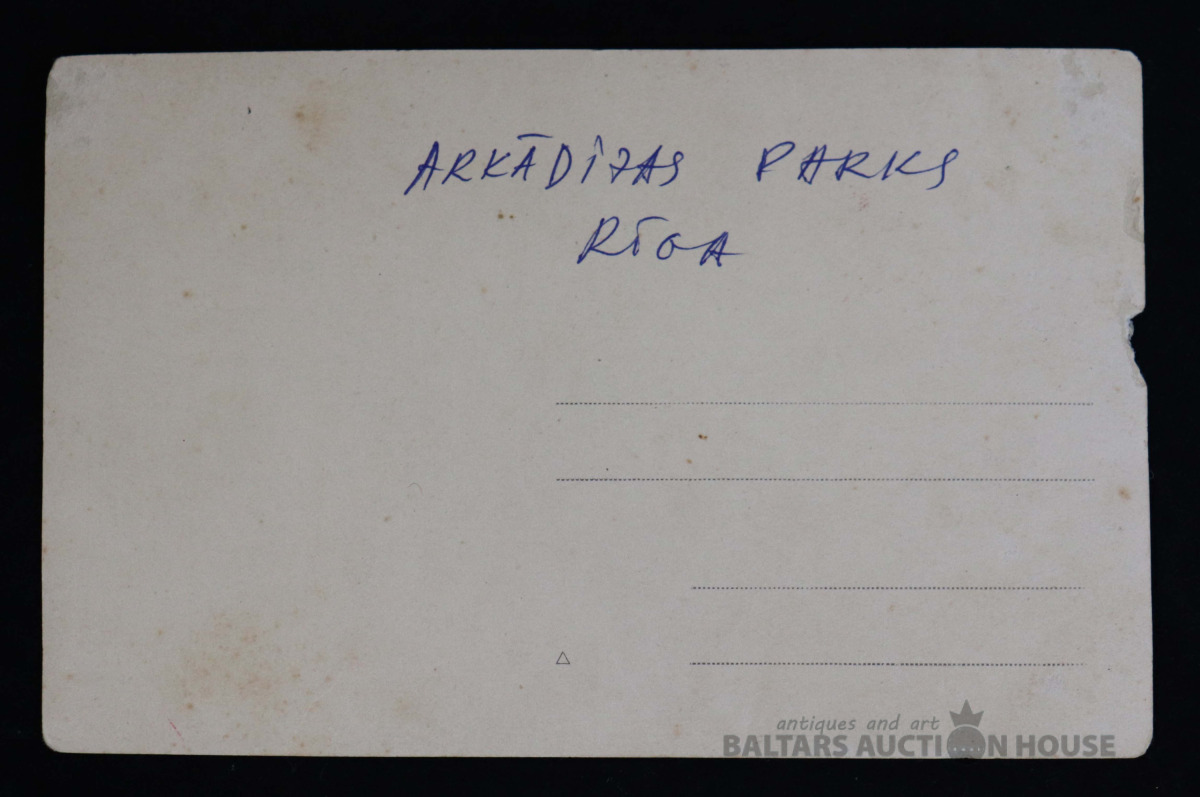 ARKĀDIJAS PARKS
RĪGA
antiques and art
BALTARS AUCTION HOUSE